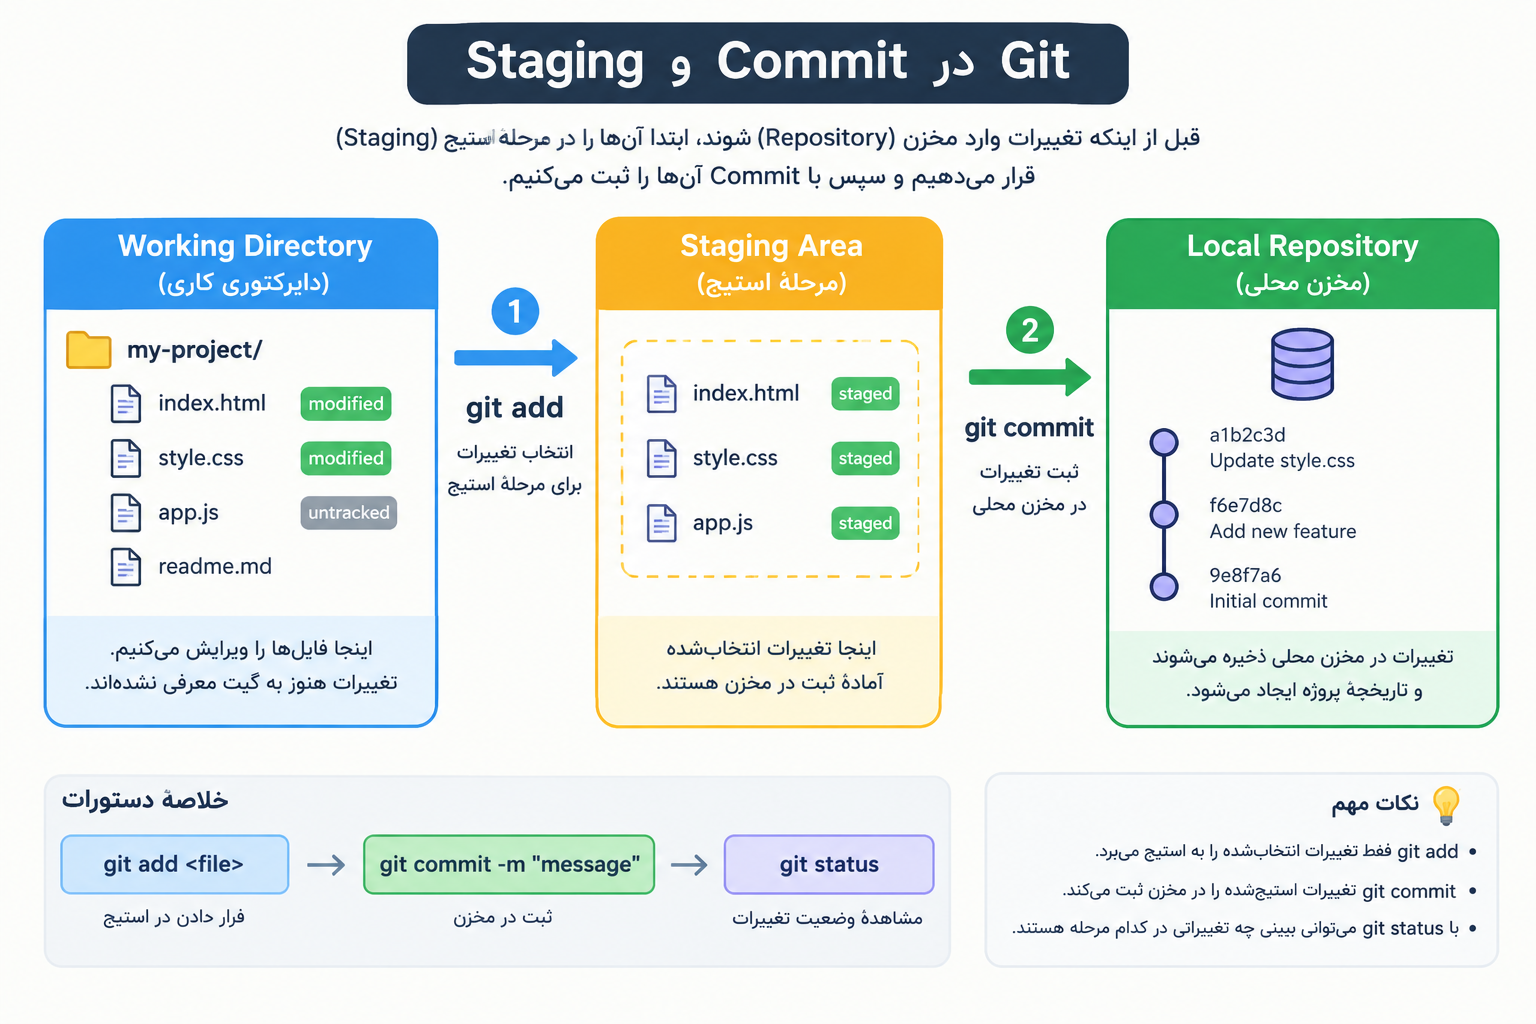 Staging و Commit در Git
قبل از اینکه تغییرات وارد مخزن (Repository) شوند، ابتدا آن‌ها را در مرحلهٔ استیج (Staging)
قرار می‌دهیم و سپس با Commit آن‌ها را ثبت می‌کنیم.
Working Directory
(دایرکتوری کاری)
my-project/
index.html modified
style.css modified
app.js untracked
readme.md
اینجا فایل‌ها را ویرایش می‌کنیم.
تغییرات هنوز به گیت معرفی نشده‌اند.
1
git add
انتخاب تغییرات
برای مرحلهٔ استیج
Staging Area
(مرحلهٔ استیج)
index.html staged
style.css staged
app.js staged
اینجا تغییرات انتخاب‌شده
آمادهٔ ثبت در مخزن هستند.
2
git commit
ثبت تغییرات
در مخزن محلی
Local Repository
(مخزن محلی)
a1b2c3d
Update style.css
f6e7d8c
Add new feature
9e8f7a6
Initial commit
تغییرات در مخزن محلی ذخیره می‌شوند
و تاریخچهٔ پروژه ایجاد می‌شود.
خلاصهٔ دستورات
git add <file>
قرار دادن در استیج
git commit -m "message"
ثبت در مخزن
git status
مشاهدهٔ وضعیت تغییرات
نکات مهم
• git add فقط تغییرات انتخاب‌شده را به استیج می‌برد.
• git commit تغییرات استیج‌شده را در مخزن ثبت می‌کند.
• با git status می‌توانی ببینی چه تغییراتی در کدام مرحله هستند.